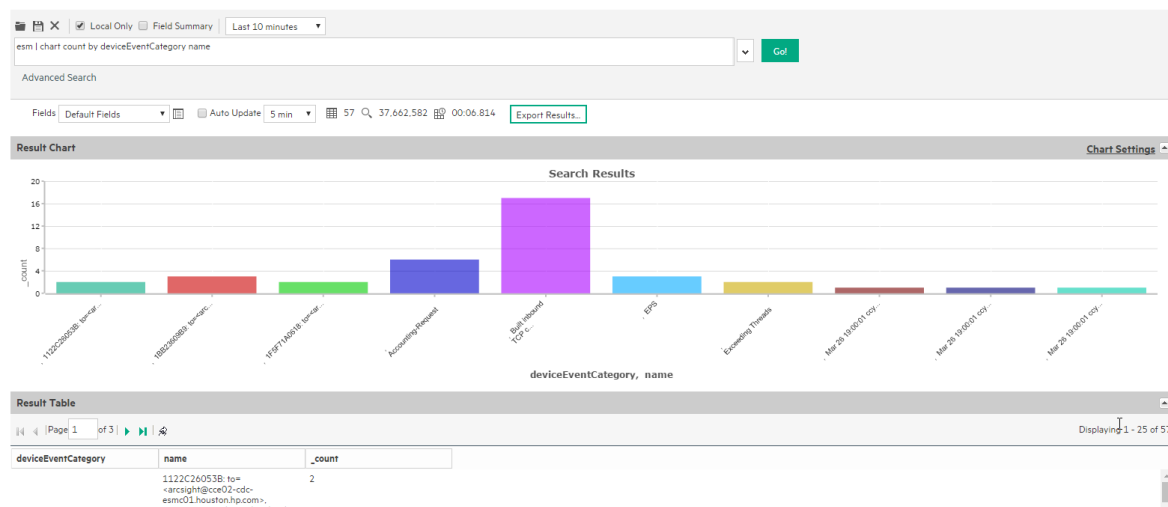 Local Only Field Summary Last 10 minutes
esm | chart count by deviceEventCategory name
Go!
Advanced Search
Fields Default Fields Auto Update 5 min 57 37,662,582 00:06.814 Export Results...
Result Chart Chart Settings
Search Results
20
16
12
8
4
0
_count
, 1122C26053B: to=<ar...
, 1BB23609B9: to=<arc...
, 1F5F71A0618: to=<ar...
, Accounting-Request
, Built inbound
TCP c...
, EPS
, Exceeding Threads
, Mar 26 19:00:01 ccy...
, Mar 26 19:00:01 ccy...
, Mar 26 19:00:01 ccy...
deviceEventCategory, name
Result Table
Page 1 of 3 Displaying 1 - 25 of 57
deviceEventCategory name _count
1122C26053B: to= 2
<arcsight@cce02-cdc-
esmc01.houston.hp.com>,